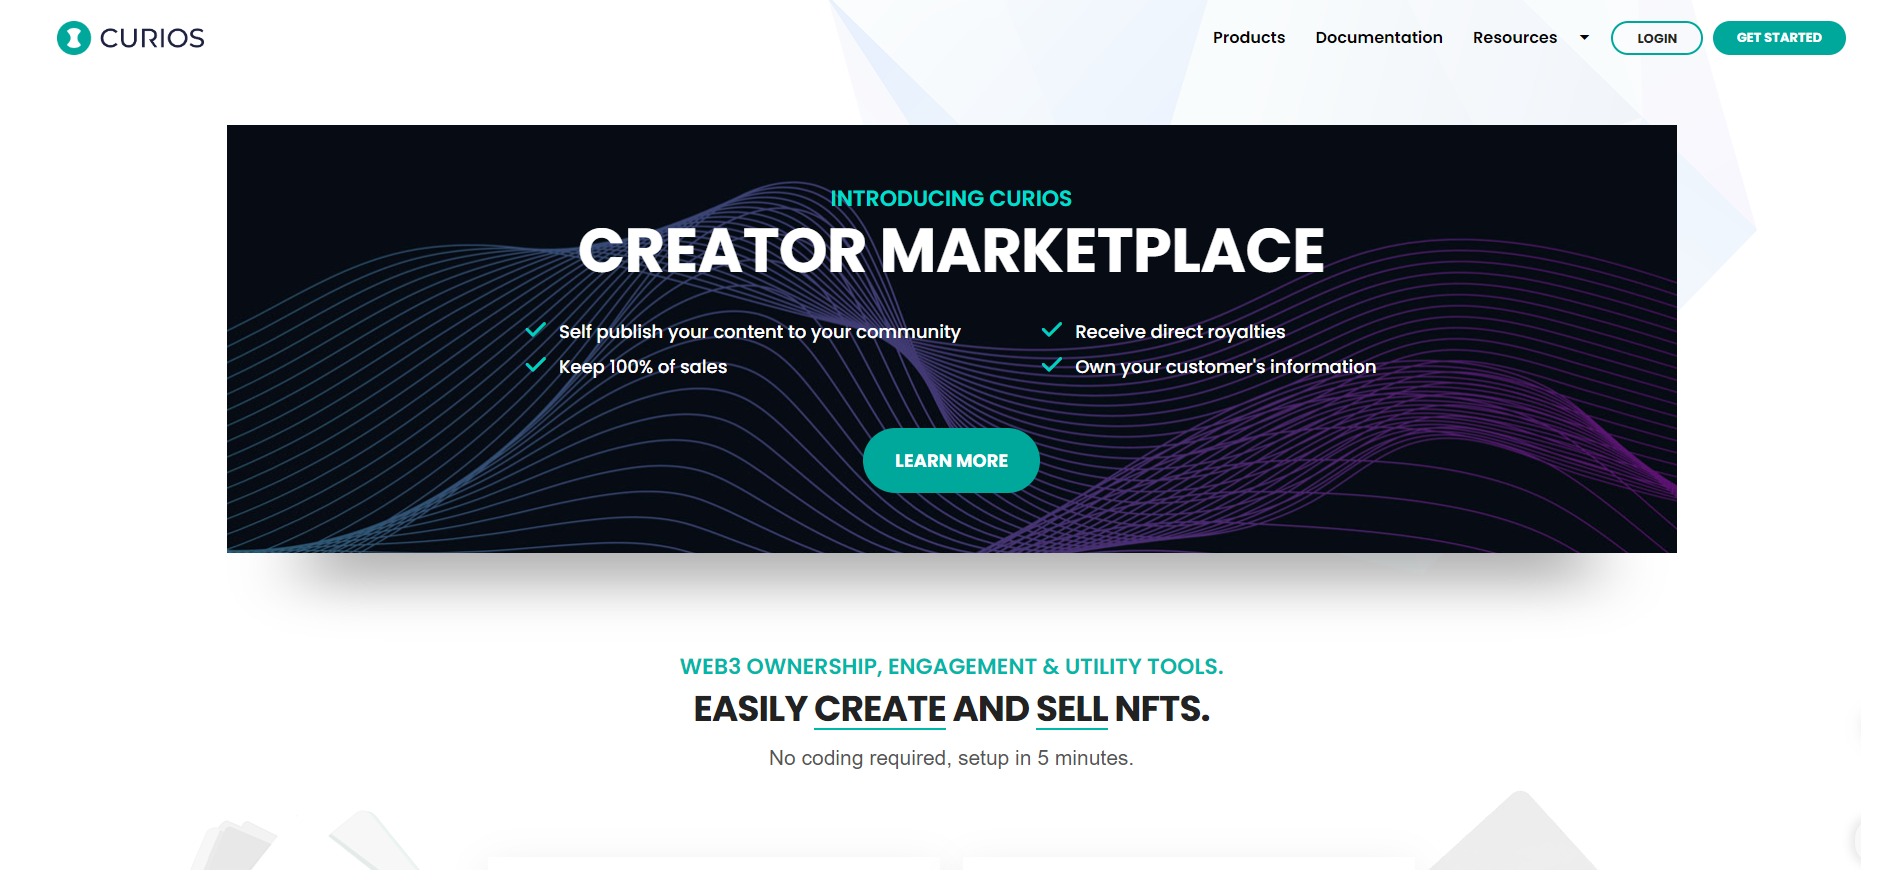 CURIOS
Products
Documentation
Resources
LOGIN
GET STARTED
INTRODUCING CURIOS
CREATOR MARKETPLACE
Self publish your content to your community
Receive direct royalties
Keep 100% of sales
Own your customer's information
LEARN MORE
WEB3 OWNERSHIP, ENGAGEMENT & UTILITY TOOLS.
EASILY CREATE AND SELL NFTS.
No coding required, setup in 5 minutes.